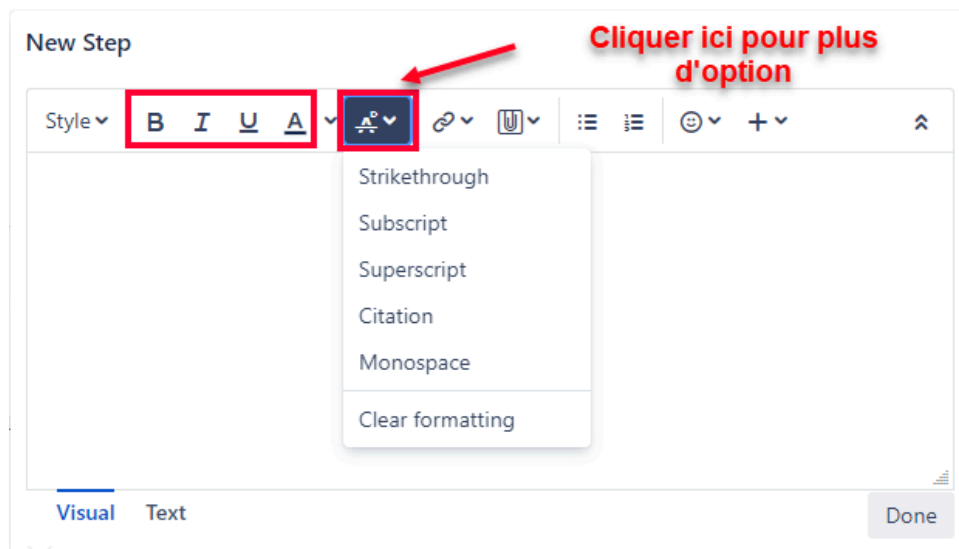 New Step
Cliquer ici pour plus
d'option
Style B I U A
Strikethrough
Subscript
Superscript
Citation
Monospace
Clear formatting
Visual Text
Done